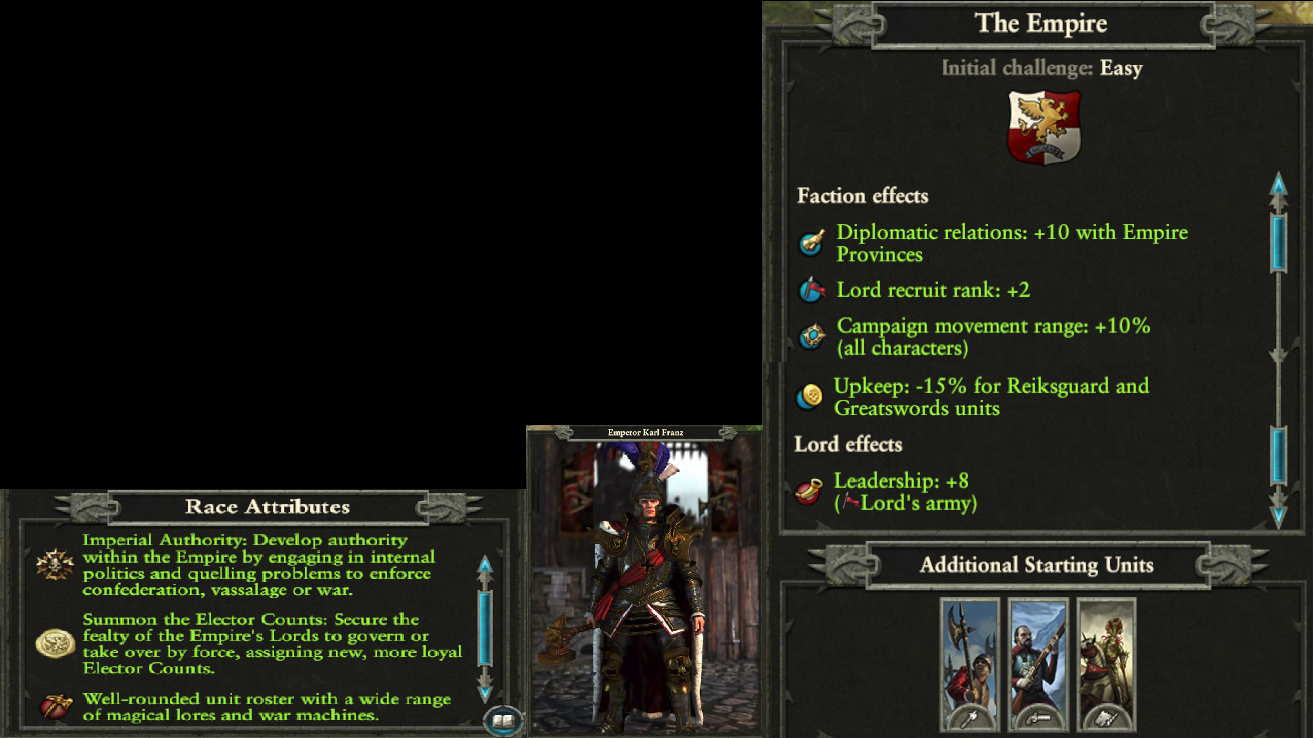 The Empire
Initial challenge: Easy
Faction effects
Diplomatic relations: +10 with Empire
Provinces
Lord recruit rank: +2
Campaign movement range: +10%
(all characters)
Upkeep: -15% for Reiksguard and
Greatswords units
Lord effects
Leadership: +8
(Lord's army)
Additional Starting Units
Emperor Karl Franz
Race Attributes
Imperial Authority: Develop authority
within the Empire by engaging in internal
politics and quelling problems to enforce
confederation, vassalage or war.
Summon the Elector Counts: Secure the
fealty of the Empire's Lords to govern or
take over by force, assigning new, more loyal
Elector Counts.
Well-rounded unit roster with a wide range
of magical lores and war machines.